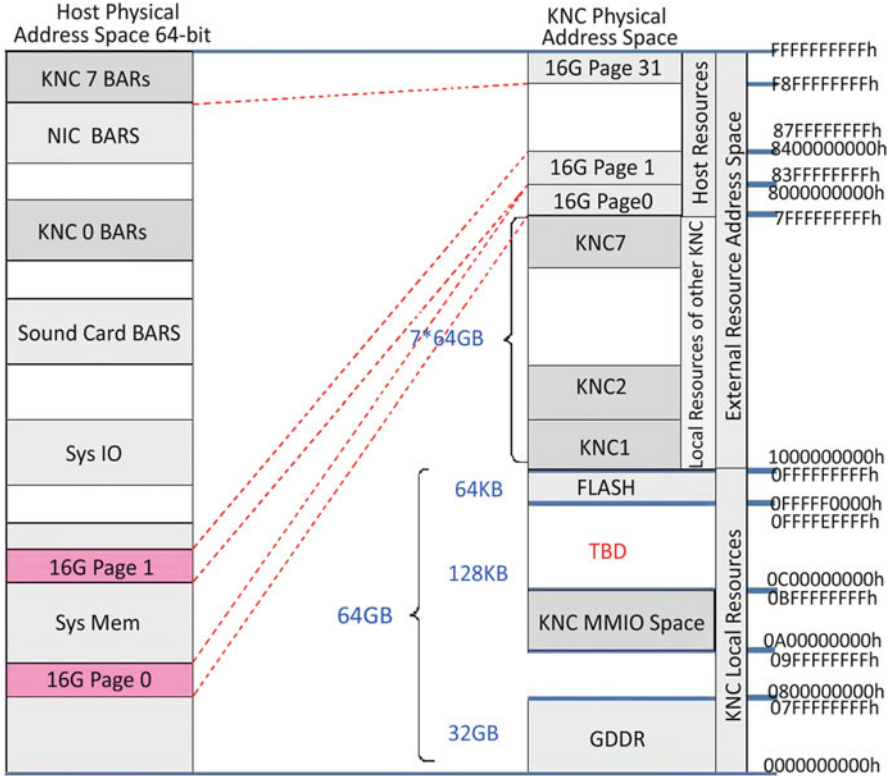 Host Physical
Address Space 64-bit
KNC 7 BARs
NIC BARS
KNC 0 BARs
Sound Card BARS
Sys IO
16G Page 1
Sys Mem
16G Page 0
7*64GB
64GB
64KB
128KB
32GB
KNC Physical
Address Space
16G Page 31
16G Page 1
16G Page0
KNC7
KNC2
KNC1
FLASH
TBD
KNC MMIO Space
GDDR
Host Resources
Local Resources of other KNC
External Resource Address Space
KNC Local Resources
FFFFFFFFFFh
F8FFFFFFFFh
87FFFFFFFFh
8400000000h
83FFFFFFFFh
8000000000h
7FFFFFFFFFh
1000000000h
0FFFFFFFFFh
0FFFFF0000h
0FFFFEFFFFh
0C00000000h
0BFFFFFFFFh
0A00000000h
09FFFFFFFFh
0800000000h
07FFFFFFFFh
0000000000h